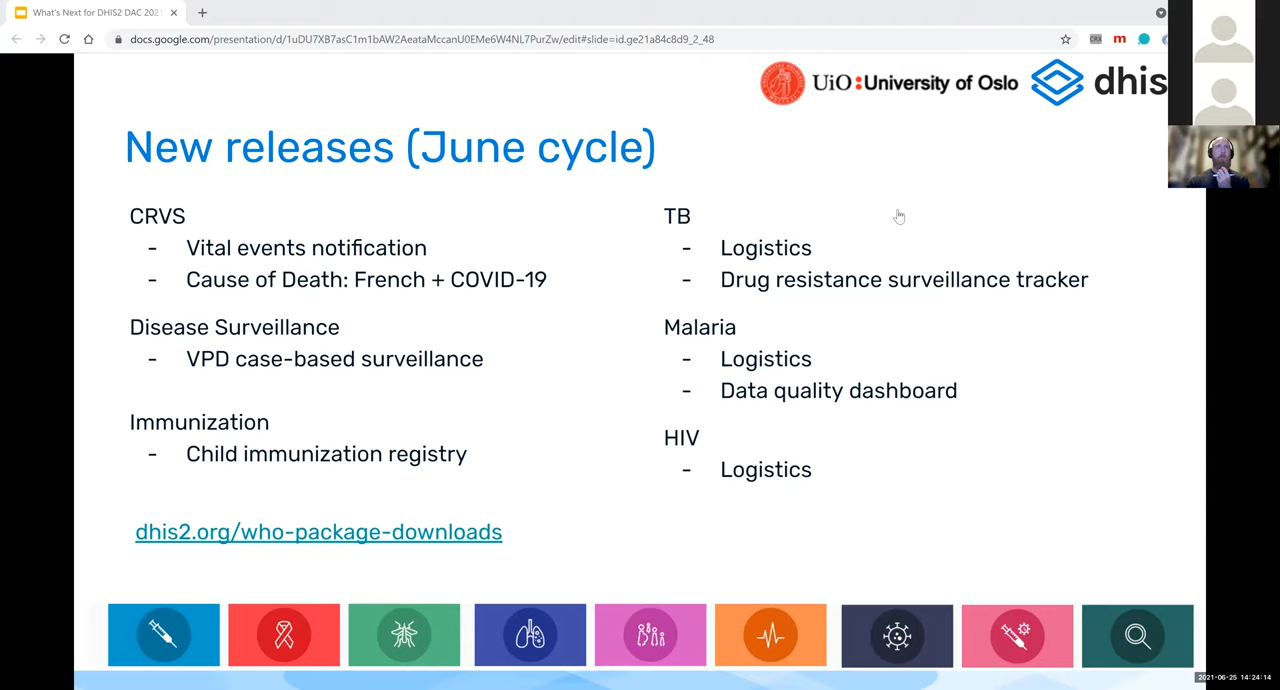 What's Next for DHIS2 DAC 2021
docs.google.com/presentation/d/1uDU7XB7asC1m1bAW2AeataMccanU0EMe6W4NL7PurZw/edit#slide=id.ge21a84c8d9_2_48
UiO:University of Oslo
dhis
New releases (June cycle)
CRVS
- Vital events notification
- Cause of Death: French + COVID-19
Disease Surveillance
- VPD case-based surveillance
Immunization
- Child immunization registry
dhis2.org/who-package-downloads
TB
- Logistics
- Drug resistance surveillance tracker
Malaria
- Logistics
- Data quality dashboard
HIV
- Logistics
2021-06-25 14:24:14